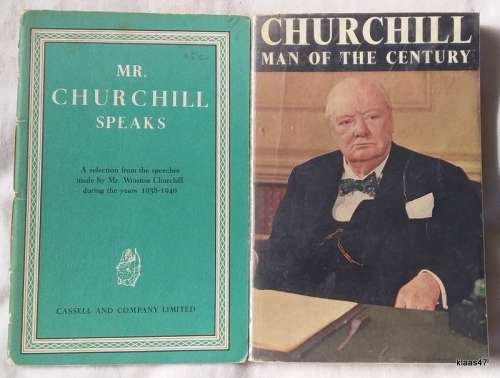 MR.
CHURCHILL
SPEAKS
A selection from the speeches
made by Mr. Winston Churchill
during the years 1938-1940
CASSELL AND COMPANY LIMITED
CHURCHILL
MAN OF THE CENTURY
klaas47